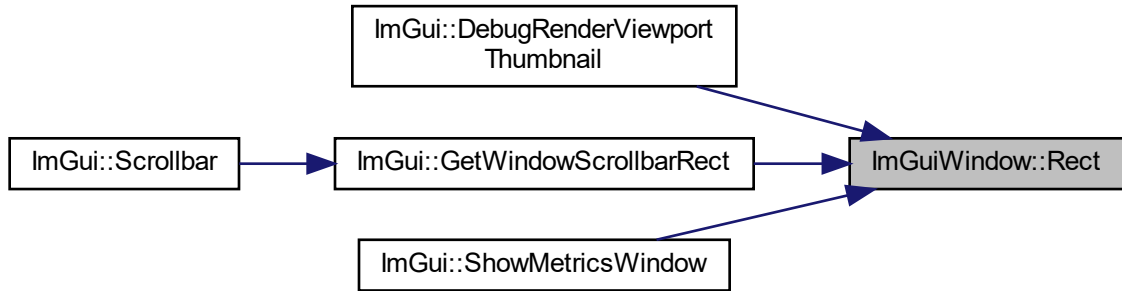 ImGui::DebugRenderViewport
Thumbnail
ImGui::Scrollbar
ImGui::GetWindowScrollbarRect
ImGuiWindow::Rect
ImGui::ShowMetricsWindow